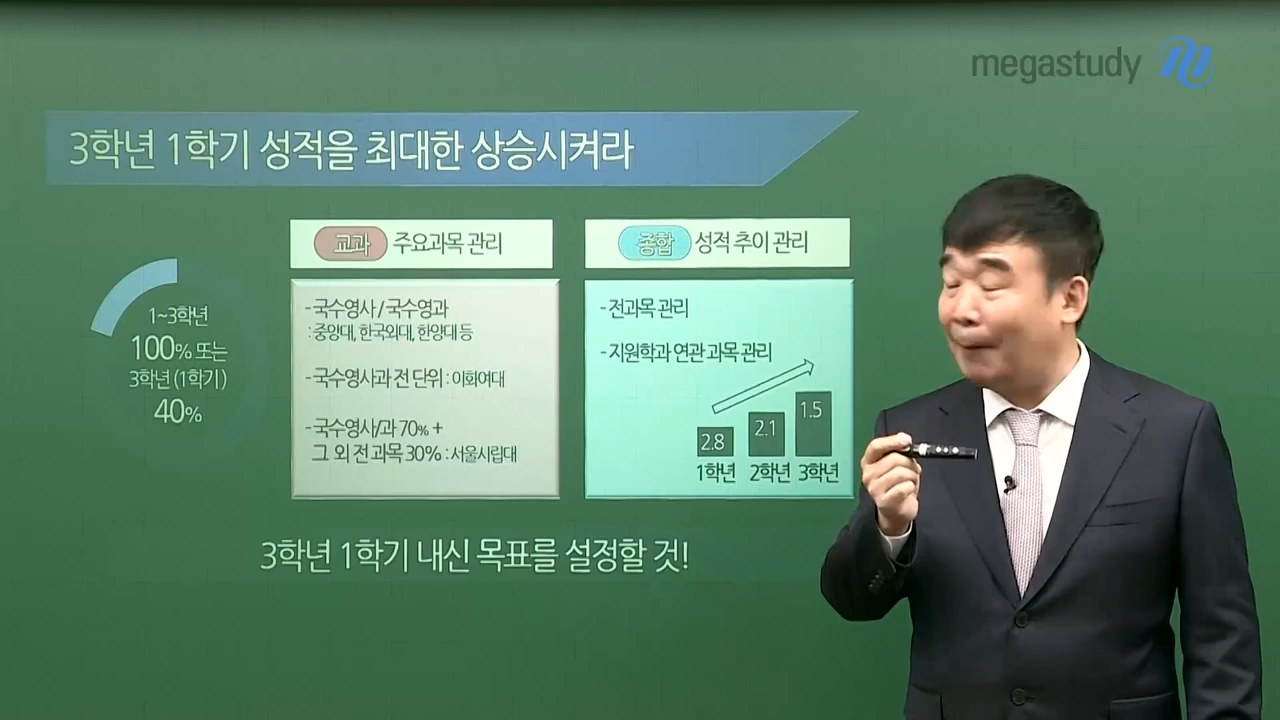 megastudy
3학년 1학기 성적을 최대한 상승시켜라
1~3학년
100% 또는
3학년 (1학기)
40%
교과 주요과목 관리
-국수영사 / 국수영과
: 중앙대, 한국외대, 한양대 등
-국수영사과 전 단위 : 이화여대
-국수영사/과 70% +
그 외 전 과목 30% : 서울시립대
종합 성적 추이 관리
-전과목 관리
-지원학과 연관 과목 관리
2.8 2.1 1.5
1학년 2학년 3학년
3학년 1학기 내신 목표를 설정할 것!